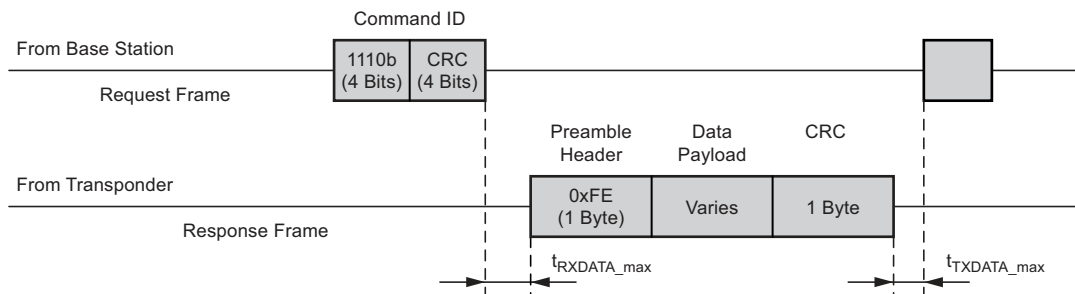 Command ID
From Base Station
1110b
(4 Bits)
CRC
(4 Bits)
Request Frame
Preamble
Header
Data
Payload
CRC
From Transponder
0xFE
(1 Byte)
Varies
1 Byte
Response Frame
tRXDATA_max
tTXDATA_max